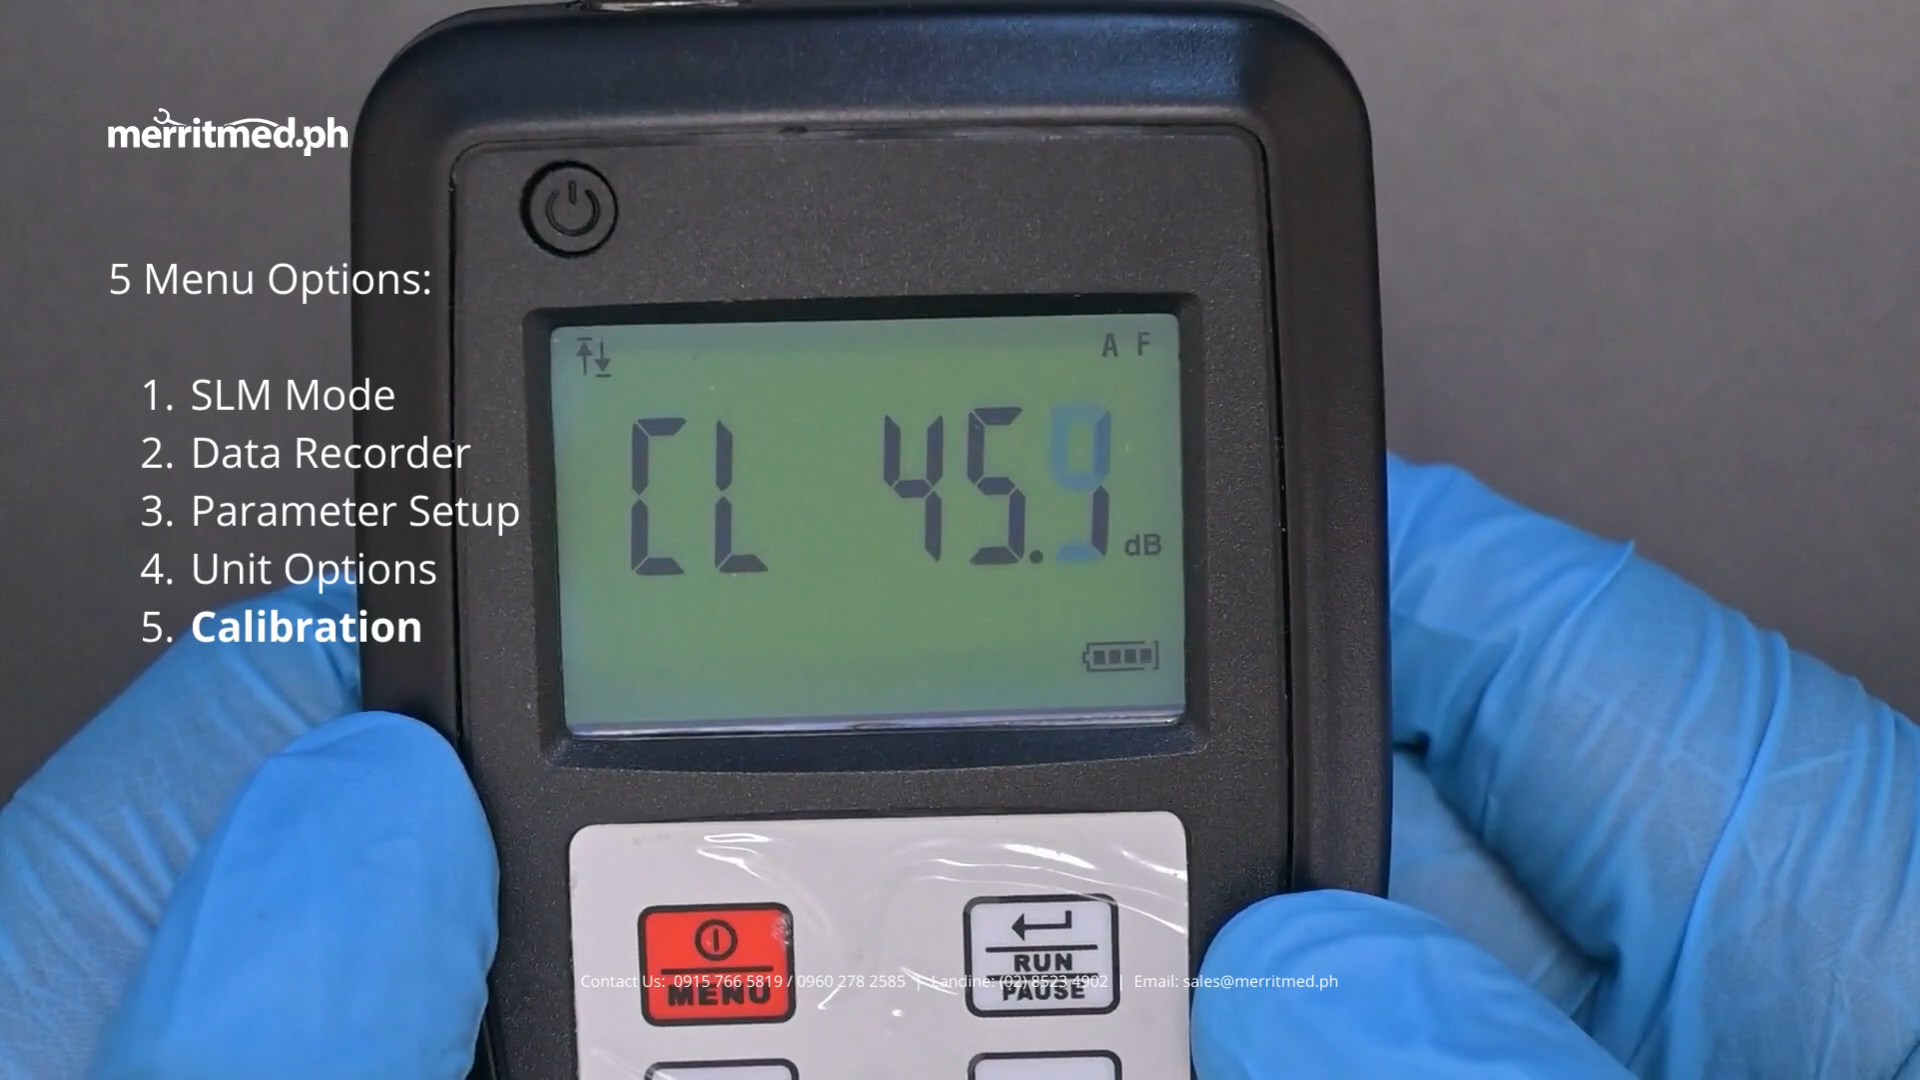 merritmed.ph
5 Menu Options:
1. SLM Mode
2. Data Recorder
3. Parameter Setup
4. Unit Options
5. Calibration
A F
CL 45.9
dB
MENU
RUN
PAUSE
Contact Us: 0915 766 5819 / 0960 278 2585 | Landine: (02) 8523 4902 | Email: sales@merritmed.ph